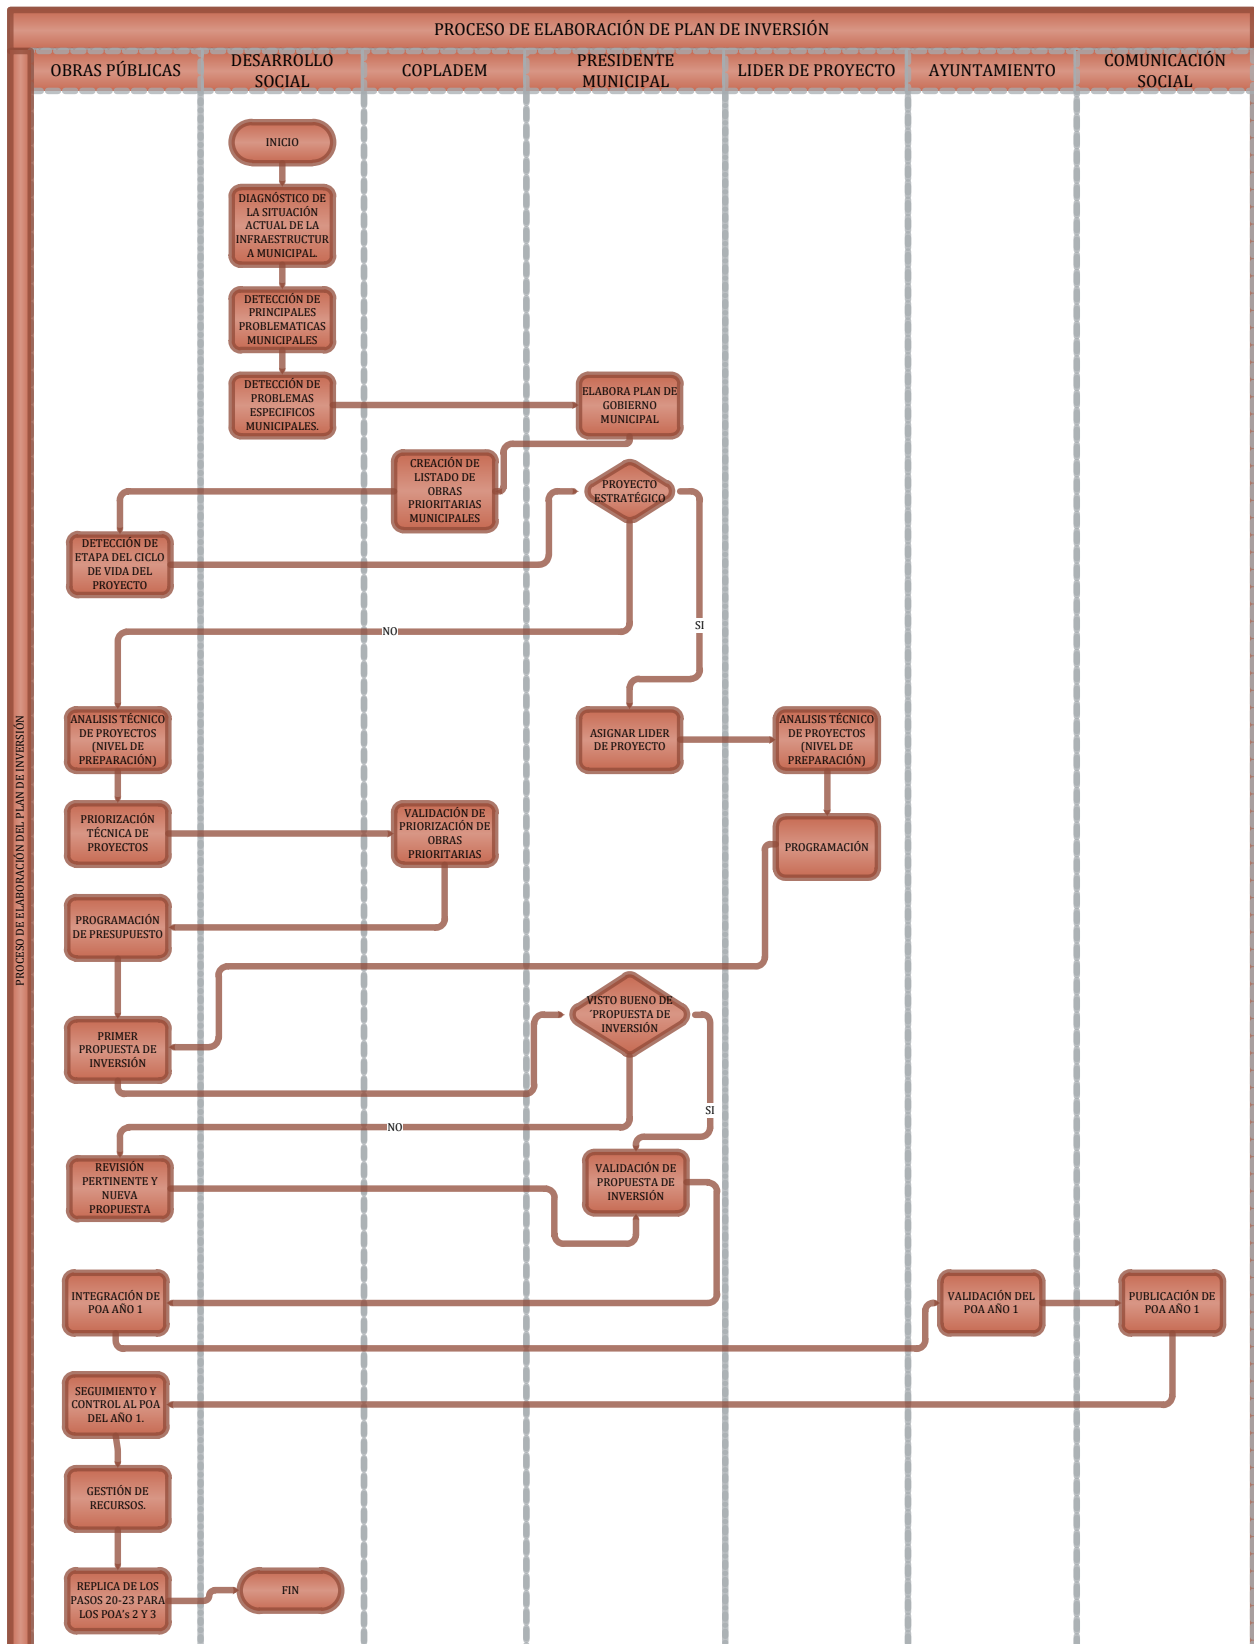 PROCESO DE ELABORACIÓN DE PLAN DE INVERSIÓN
OBRAS PÚBLICAS
DESARROLLO
SOCIAL
COPLADEM
PRESIDENTE
MUNICIPAL
LIDER DE PROYECTO
AYUNTAMIENTO
COMUNICACIÓN
SOCIAL
PROCESO DE ELABORACIÓN DEL PLAN DE INVERSIÓN
INICIO
DIAGNÓSTICO DE
LA SITUACIÓN
ACTUAL DE LA
INFRAESTRUCTUR
A MUNICIPAL.
DETECCIÓN DE
PRINCIPALES
PROBLEMATICAS
MUNICIPALES
DETECCIÓN DE
PROBLEMAS
ESPECIFICOS
MUNICIPALES.
ELABORA PLAN DE
GOBIERNO
MUNICIPAL
CREACIÓN DE
LISTADO DE
OBRAS
PRIORITARIAS
MUNICIPALES
PROYECTO
ESTRATÉGICO
DETECCIÓN DE
ETAPA DEL CICLO
DE VIDA DEL
PROYECTO
NO
SI
ANALISIS TÉCNICO
DE PROYECTOS
(NIVEL DE
PREPARACIÓN)
ASIGNAR LIDER
DE PROYECTO
ANALISIS TÉCNICO
DE PROYECTOS
(NIVEL DE
PREPARACIÓN)
PRIORIZACIÓN
TÉCNICA DE
PROYECTOS
VALIDACIÓN DE
PRIORIZACIÓN DE
OBRAS
PRIORITARIAS
PROGRAMACIÓN
PROGRAMACIÓN
DE PRESUPUESTO
VISTO BUENO DE
´PROPUESTA DE
INVERSIÓN
PRIMER
PROPUESTA DE
INVERSIÓN
SI
NO
REVISIÓN
PERTINENTE Y
NUEVA
PROPUESTA
VALIDACIÓN DE
PROPUESTA DE
INVERSIÓN
INTEGRACIÓN DE
POA AÑO 1
VALIDACIÓN DEL
POA AÑO 1
PUBLICACIÓN DE
POA AÑO 1
SEGUIMIENTO Y
CONTROL AL POA
DEL AÑO 1.
GESTIÓN DE
RECURSOS.
REPLICA DE LOS
PASOS 20-23 PARA
LOS POA's 2 Y 3
FIN